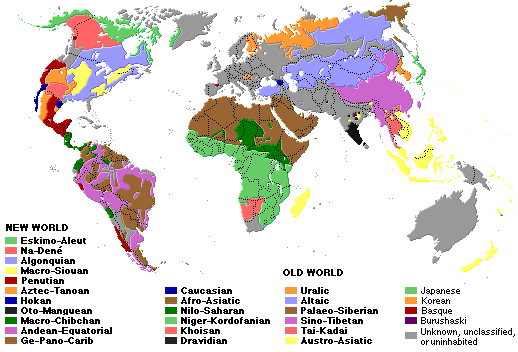 NEW WORLD
Eskimo-Aleut
Na-Dené
Algonquian
Macro-Siouan
Penutian
Aztec-Tanoan
Hokan
Oto-Manguean
Macro-Chibchan
Andean-Equatorial
Ge-Pano-Carib
OLD WORLD
Caucasian
Afro-Asiatic
Nilo-Saharan
Niger-Kordofanian
Khoisan
Dravidian
Uralic
Altaic
Palaeo-Siberian
Sino-Tibetan
Tai-Kadai
Austro-Asiatic
Japanese
Korean
Basque
Burushaski
Unknown, unclassified,
or uninhabited